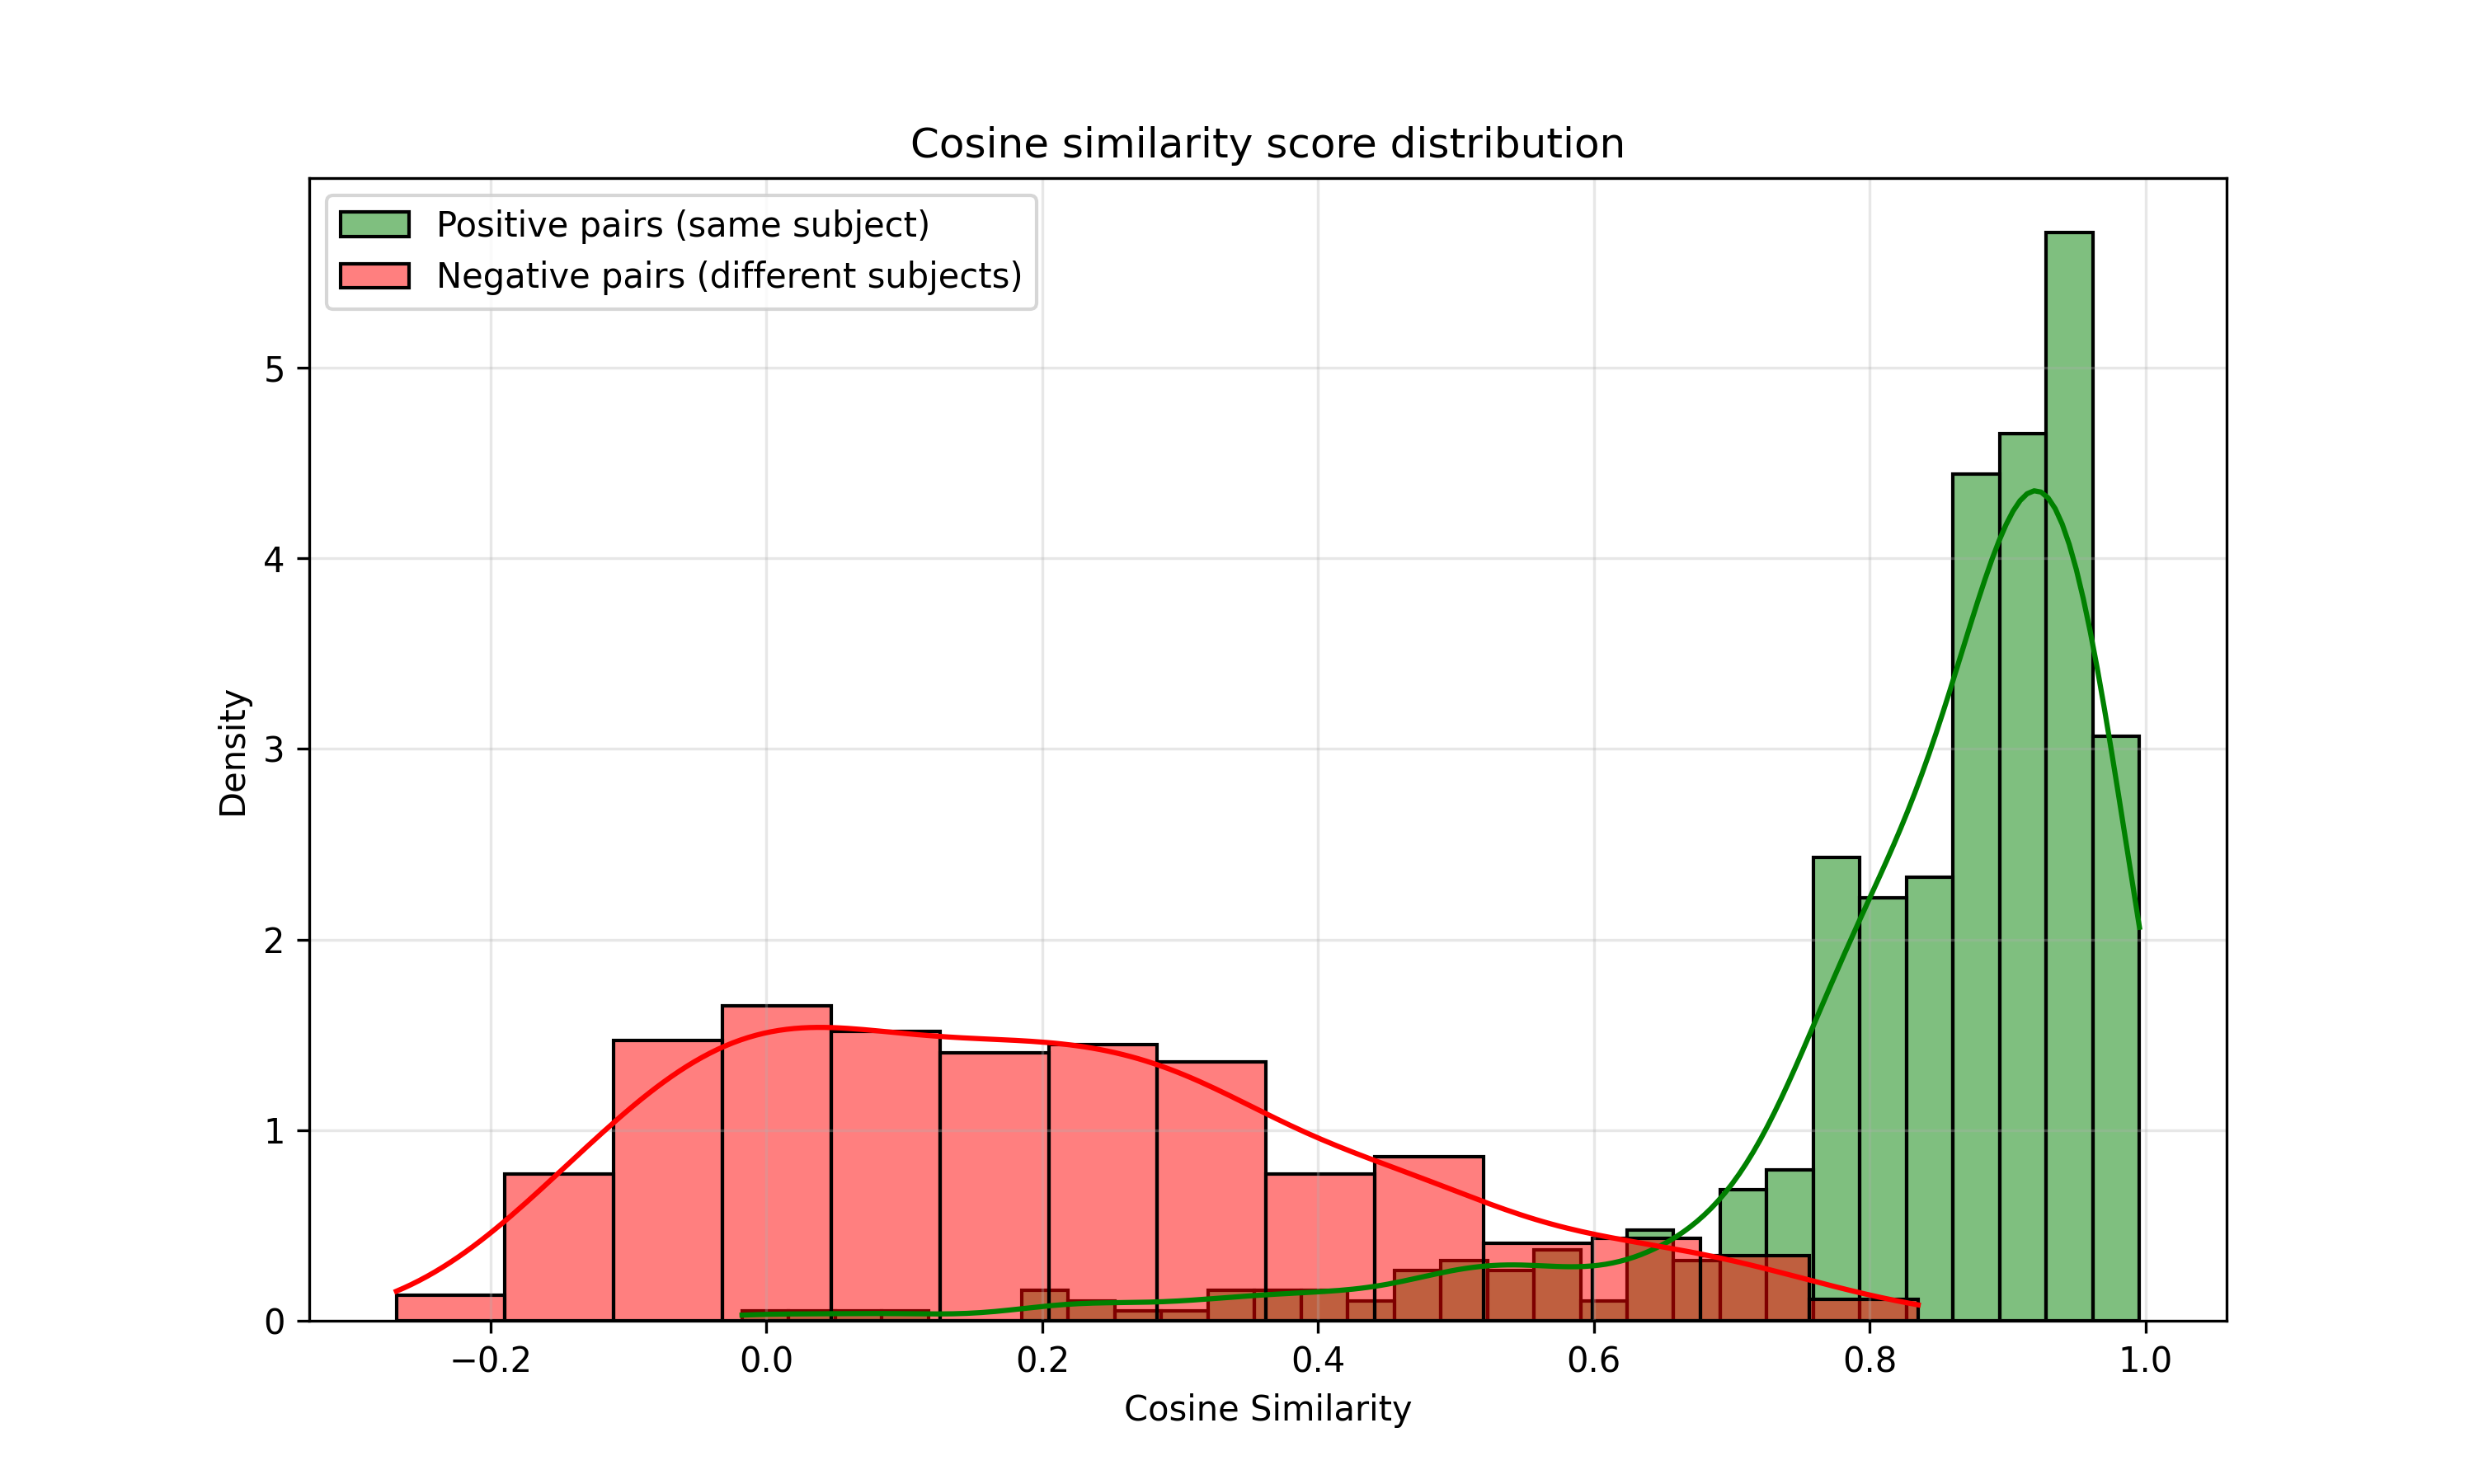 Cosine similarity score distribution
Positive pairs (same subject)
Negative pairs (different subjects)
5
4
3
2
1
0
Density
−0.2
0.0
0.2
0.4
0.6
0.8
1.0
Cosine Similarity